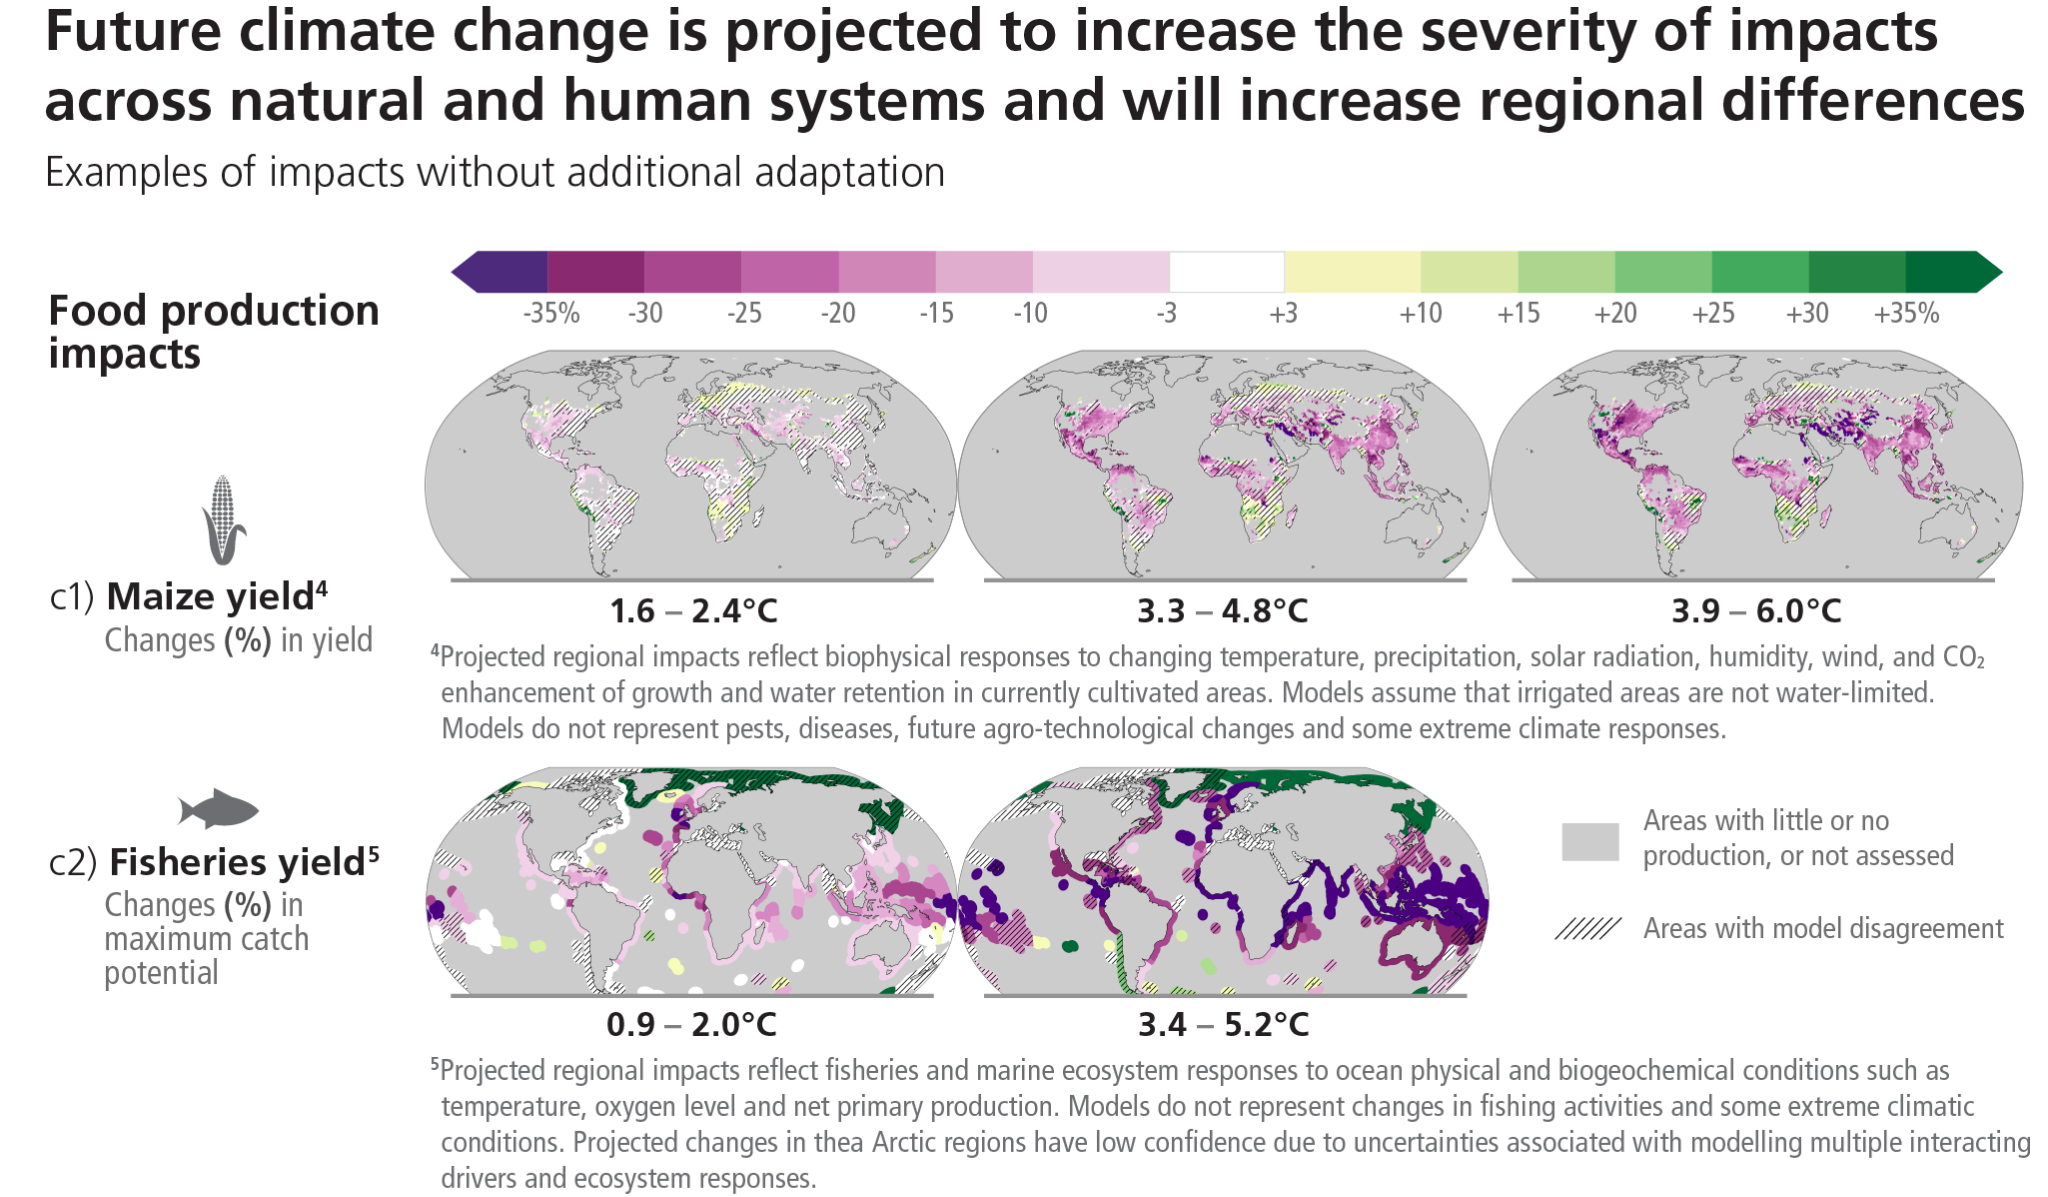 Future climate change is projected to increase the severity of impacts
across natural and human systems and will increase regional differences
Examples of impacts without additional adaptation
Food production
impacts
-35% -30 -25 -20 -15 -10 -3 +3 +10 +15 +20 +25 +30 +35%
c1) Maize yield⁴
Changes (%) in yield
1.6 – 2.4°C 3.3 – 4.8°C 3.9 – 6.0°C
⁴Projected regional impacts reflect biophysical responses to changing temperature, precipitation, solar radiation, humidity, wind, and CO₂
enhancement of growth and water retention in currently cultivated areas. Models assume that irrigated areas are not water-limited.
Models do not represent pests, diseases, future agro-technological changes and some extreme climate responses.
c2) Fisheries yield⁵
Changes (%) in
maximum catch
potential
Areas with little or no
production, or not assessed
Areas with model disagreement
0.9 – 2.0°C 3.4 – 5.2°C
⁵Projected regional impacts reflect fisheries and marine ecosystem responses to ocean physical and biogeochemical conditions such as
temperature, oxygen level and net primary production. Models do not represent changes in fishing activities and some extreme climatic
conditions. Projected changes in thea Arctic regions have low confidence due to uncertainties associated with modelling multiple interacting
drivers and ecosystem responses.